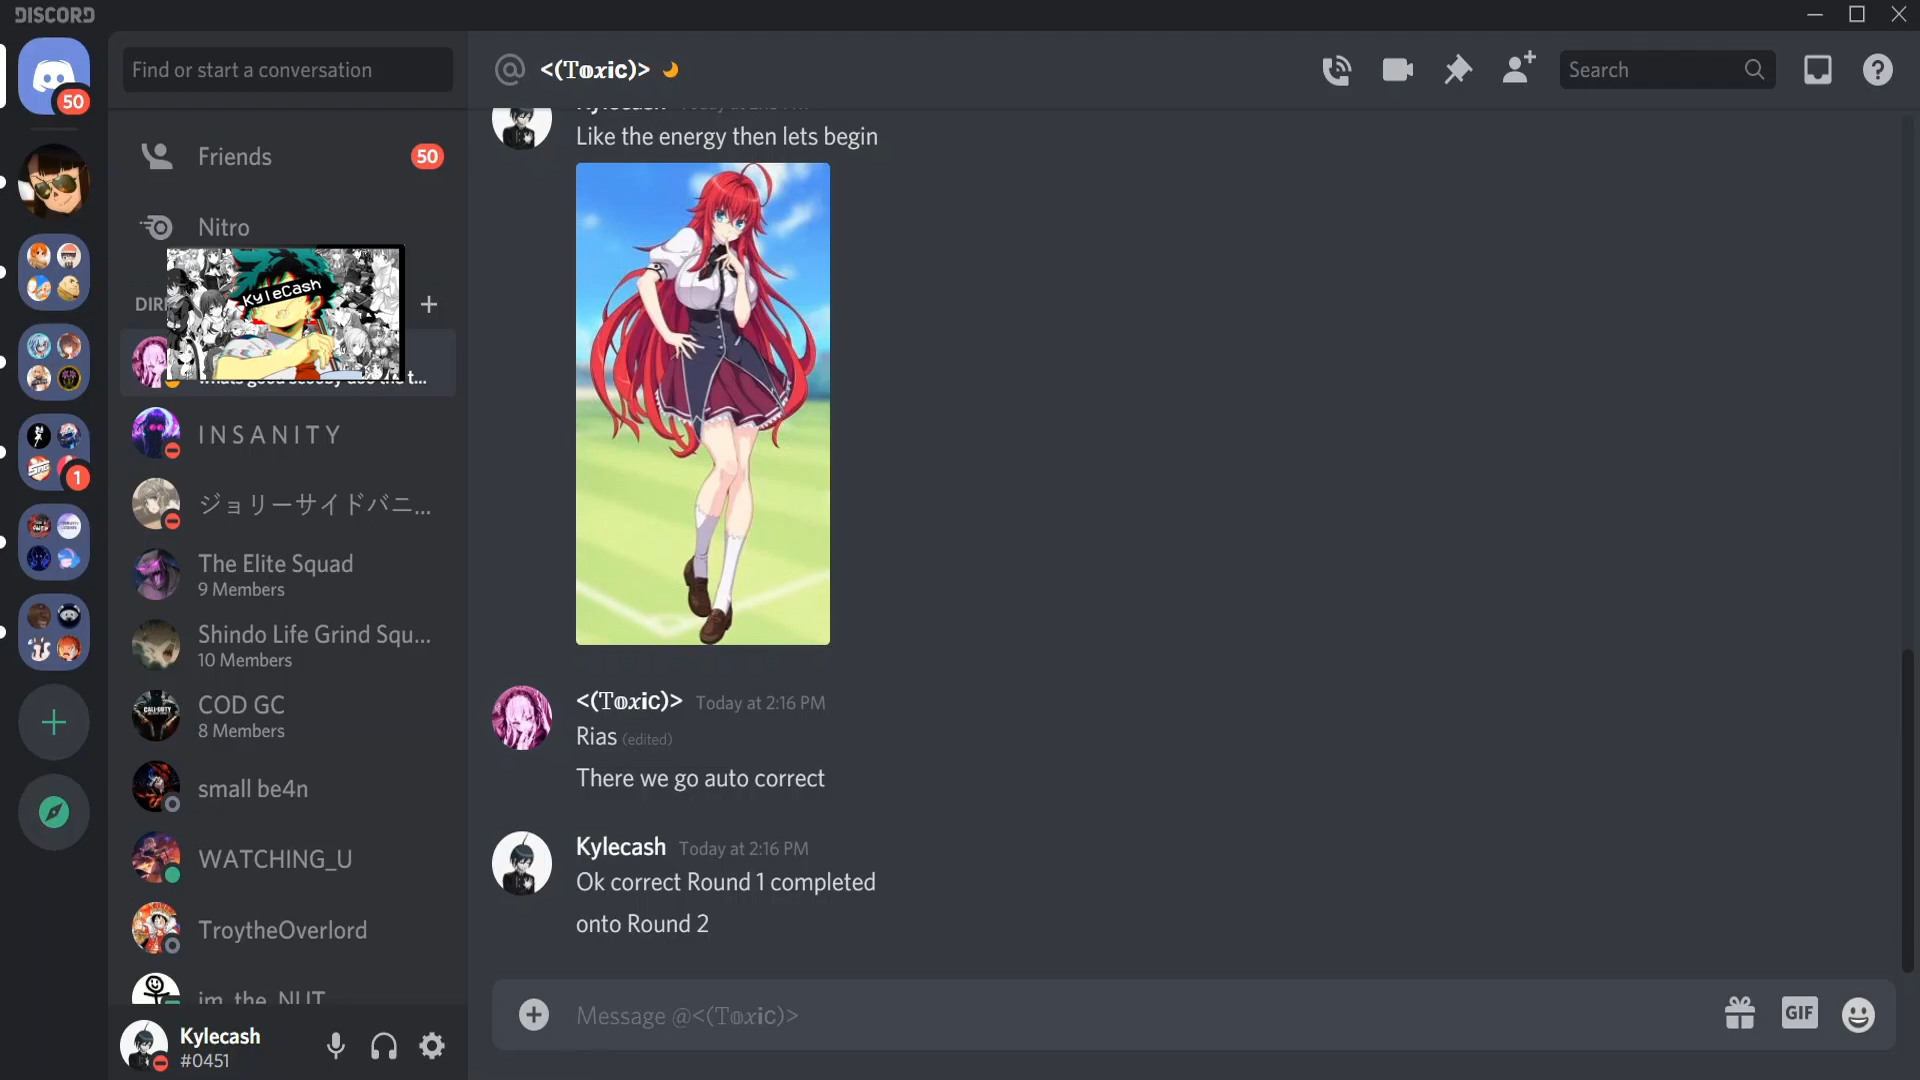 DISCORD
50
1
Find or start a conversation
Friends
50
Nitro
KyleCash
I N S A N I T Y
ジョリーサイドバニ...
The Elite Squad
9 Members
Shindo Life Grind Squ...
10 Members
COD GC
8 Members
small be4n
WATCHING_U
TroytheOverlord
im_the_NUT
Kylecash
#0451
<(𝕋𝕠𝕩𝕚𝕔)>
Search
Like the energy then lets begin
<(𝕋𝕠𝕩𝕚𝕔)> Today at 2:16 PM
Rias (edited)
There we go auto correct
Kylecash Today at 2:16 PM
Ok correct Round 1 completed
onto Round 2
Message @<(𝕋𝕠𝕩𝕚𝕔)>
GIF